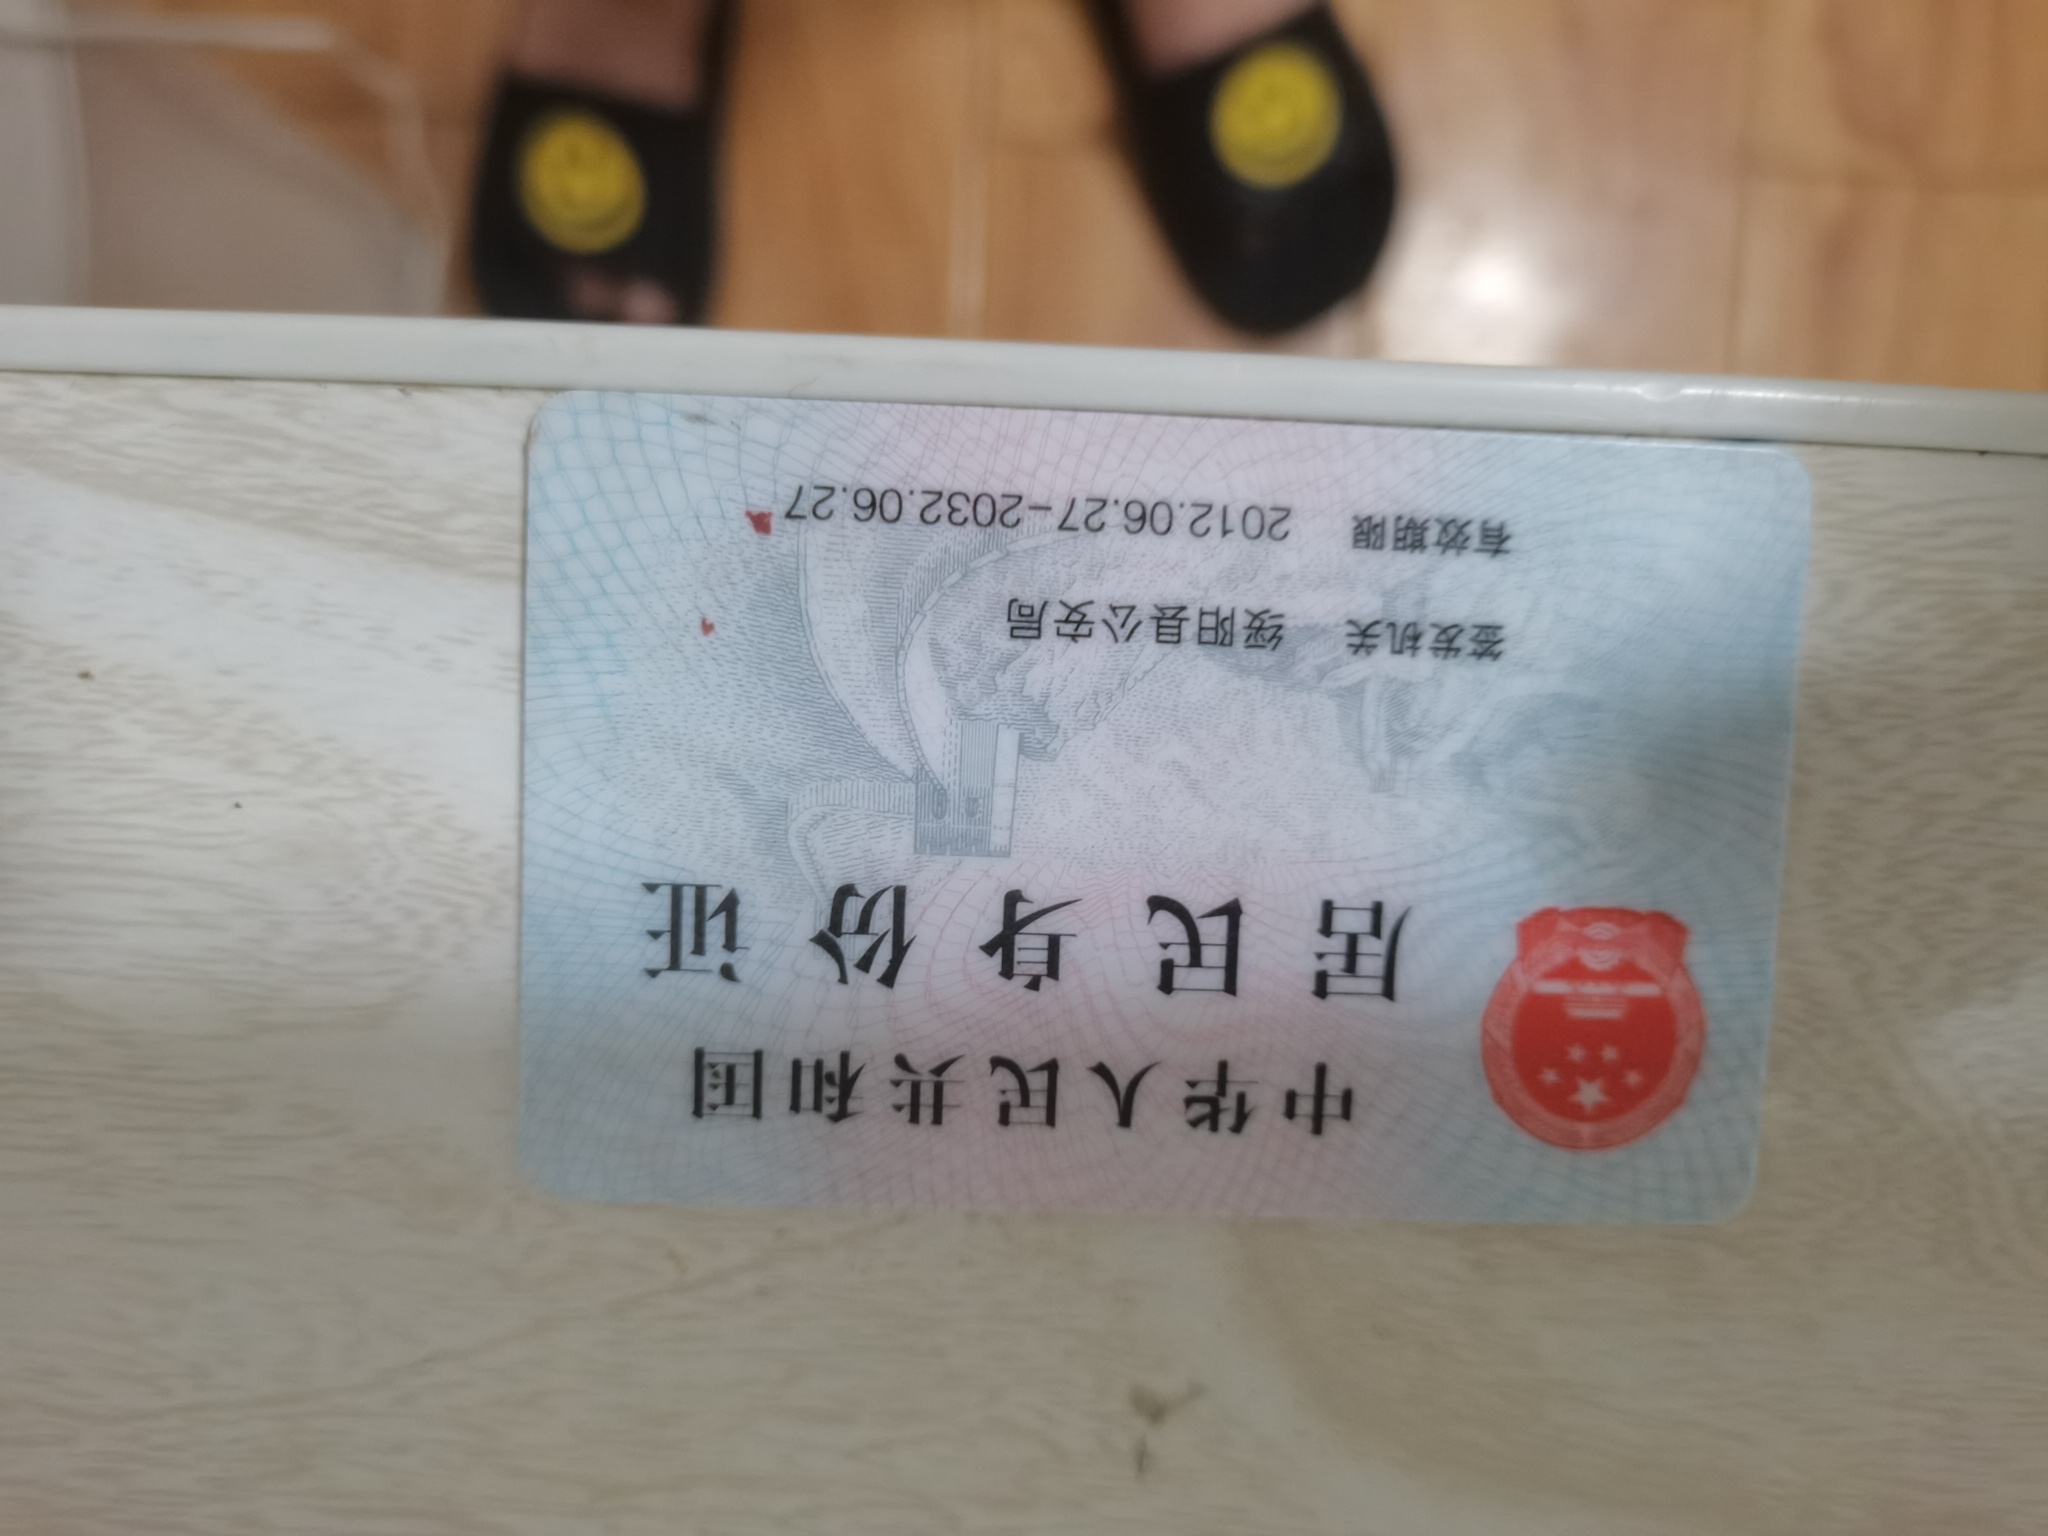 中华人民共和国
居民身份证
签发机关 绥阳县公安局
有效期限 2012.06.27-2032.06.27